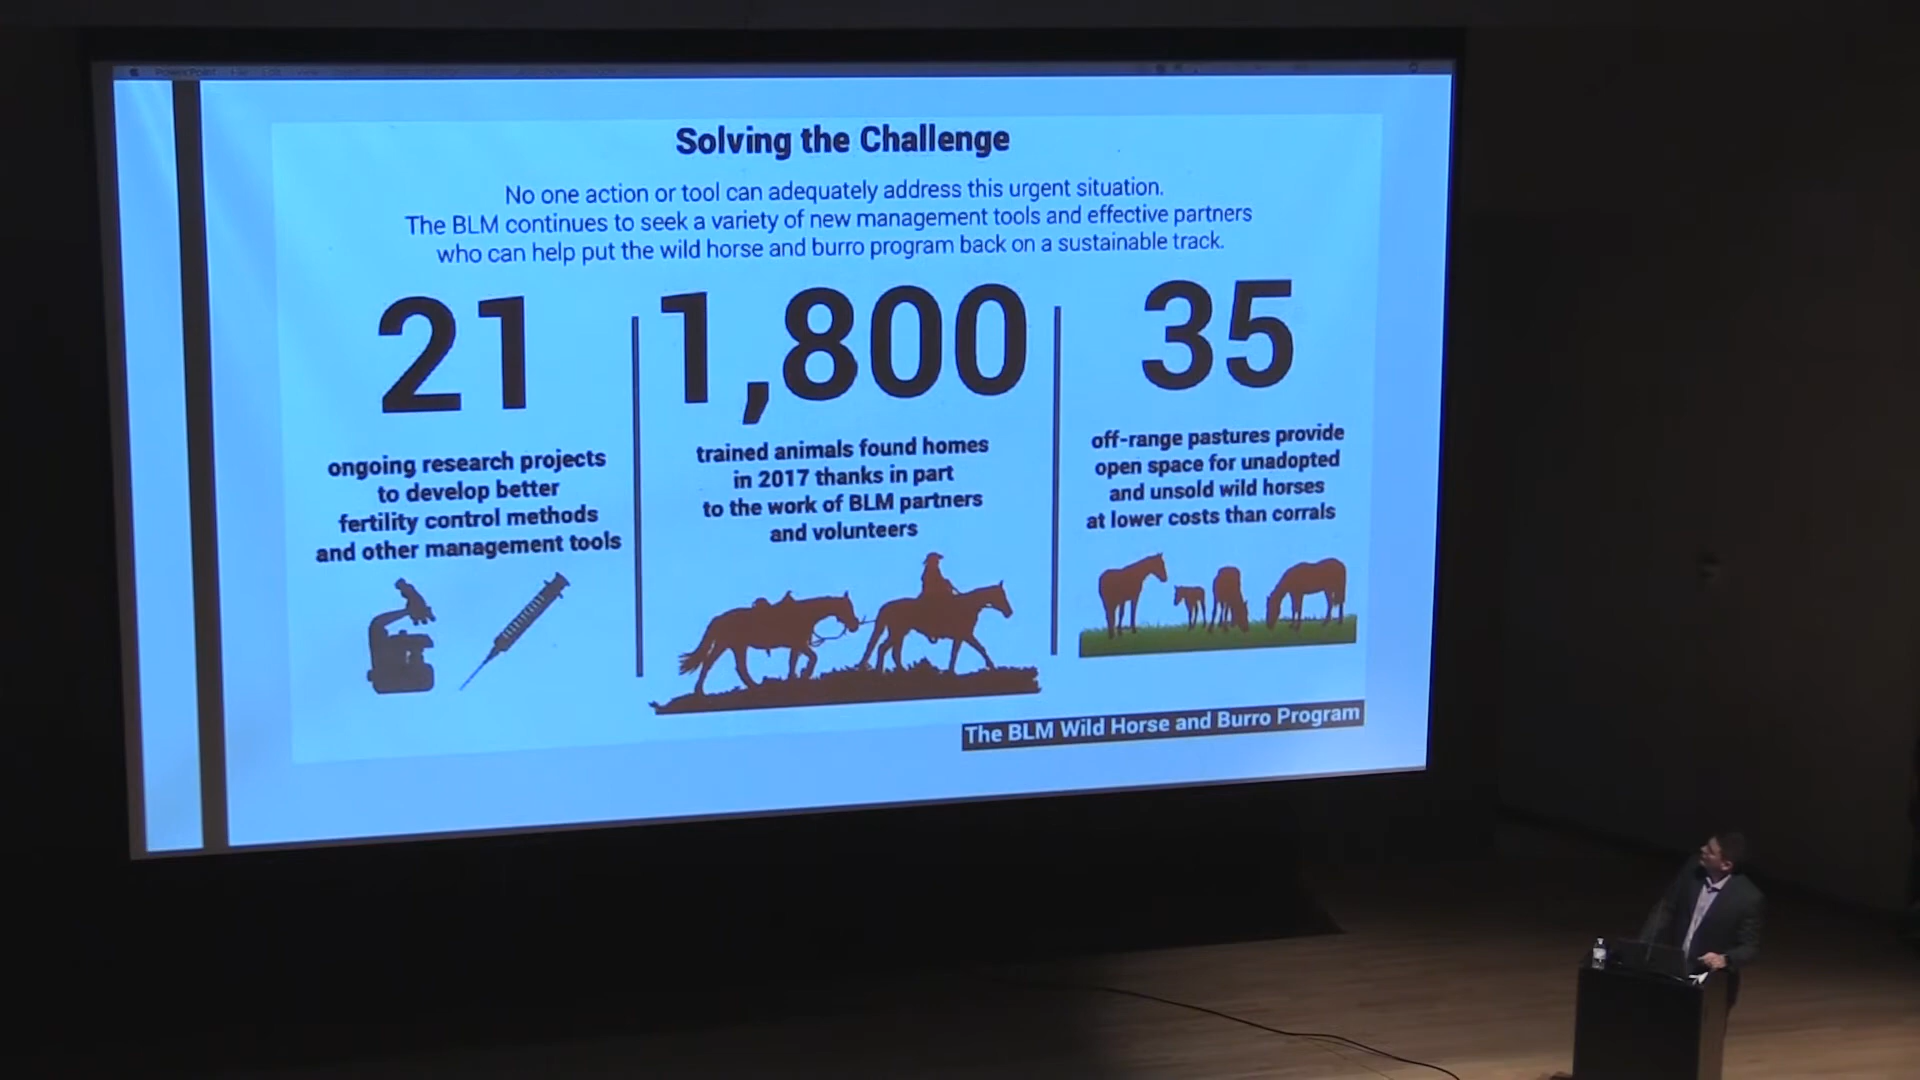 PowerPoint File Edit
Solving the Challenge
No one action or tool can adequately address this urgent situation.
The BLM continues to seek a variety of new management tools and effective partners
who can help put the wild horse and burro program back on a sustainable track.
21
ongoing research projects
to develop better
fertility control methods
and other management tools
1,800
trained animals found homes
in 2017 thanks in part
to the work of BLM partners
and volunteers
35
off-range pastures provide
open space for unadopted
and unsold wild horses
at lower costs than corrals
The BLM Wild Horse and Burro Program